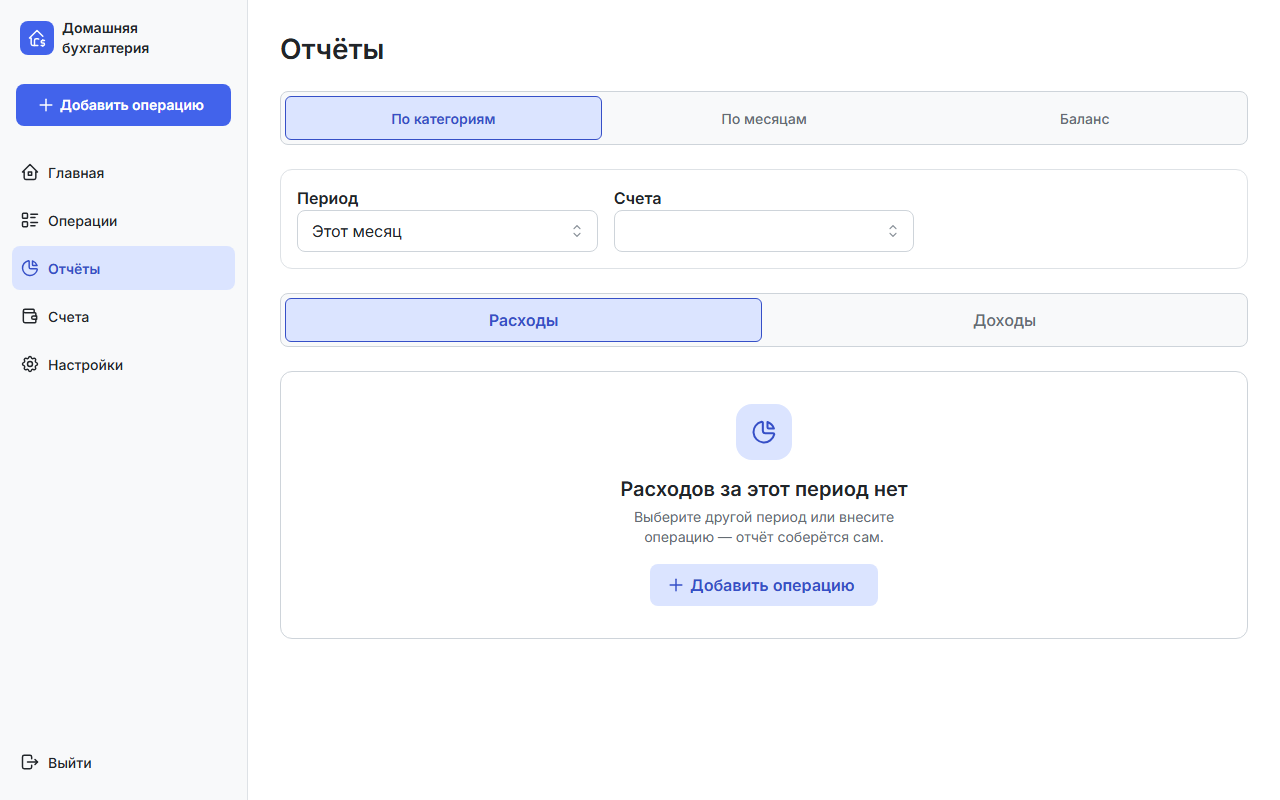 Домашняя
бухгалтерия
Добавить операцию
Главная
Операции
Отчёты
Счета
Настройки
Выйти
Отчёты
По категориям
По месяцам
Баланс
Период
Счета
Этот месяц
Расходы
Доходы
Расходов за этот период нет
Выберите другой период или внесите
операцию — отчёт соберётся сам.
Добавить операцию